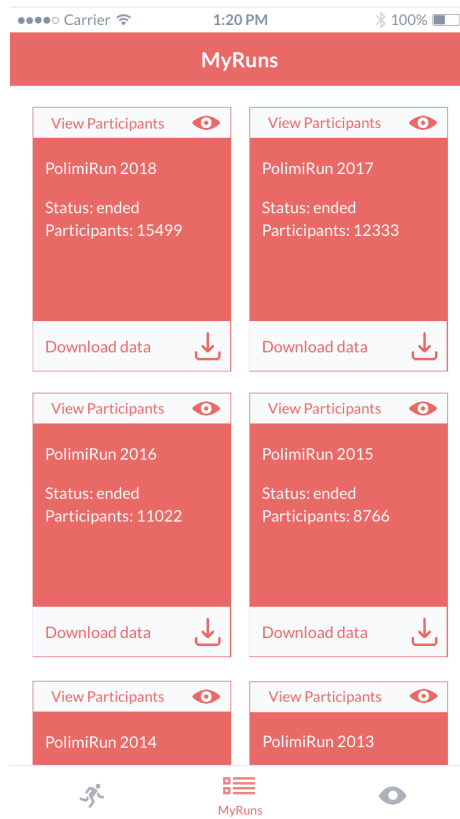 Carrier 1:20 PM 100%
MyRuns
View Participants
PolimiRun 2018
Status: ended
Participants: 15499
Download data
View Participants
PolimiRun 2017
Status: ended
Participants: 12333
Download data
View Participants
PolimiRun 2016
Status: ended
Participants: 11022
Download data
View Participants
PolimiRun 2015
Status: ended
Participants: 8766
Download data
View Participants
PolimiRun 2014
View Participants
PolimiRun 2013
MyRuns